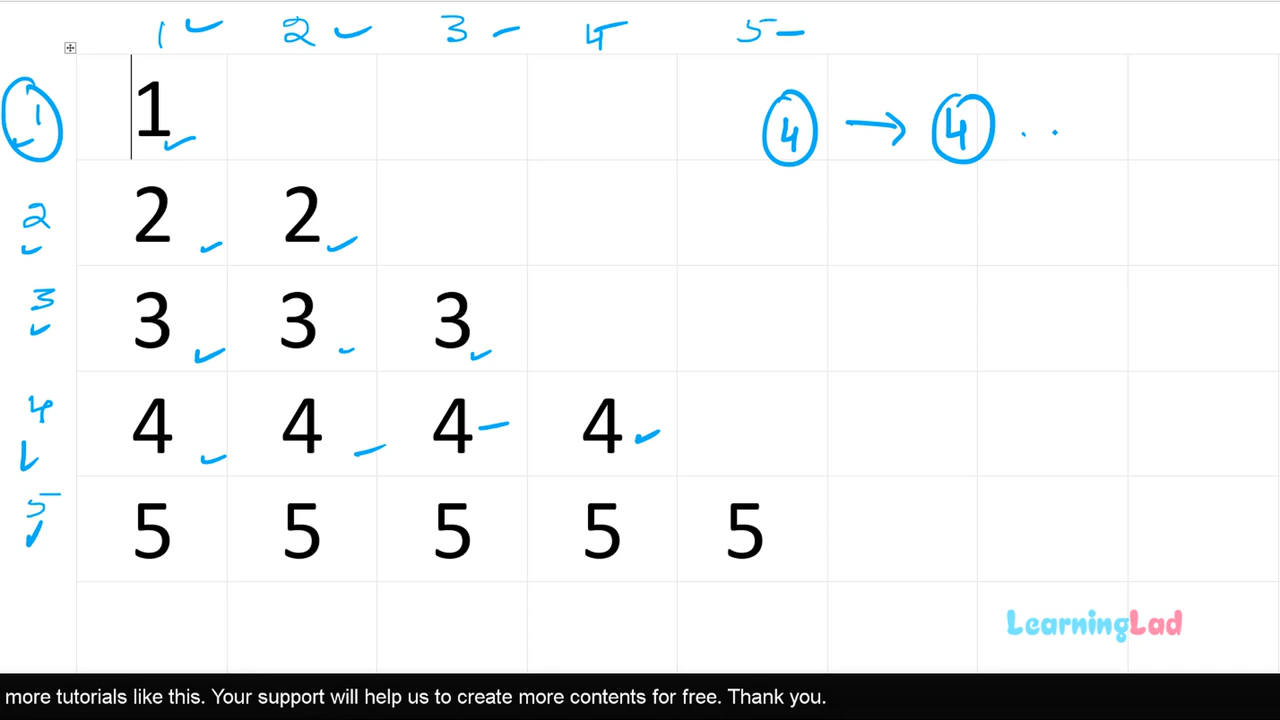 1 2 3 4 5
1 1 4 → 4 . .
2 2 2
3 3 3 3
4 4 4 4 4
5 5 5 5 5 5
LearningLad
more tutorials like this. Your support will help us to create more contents for free. Thank you.